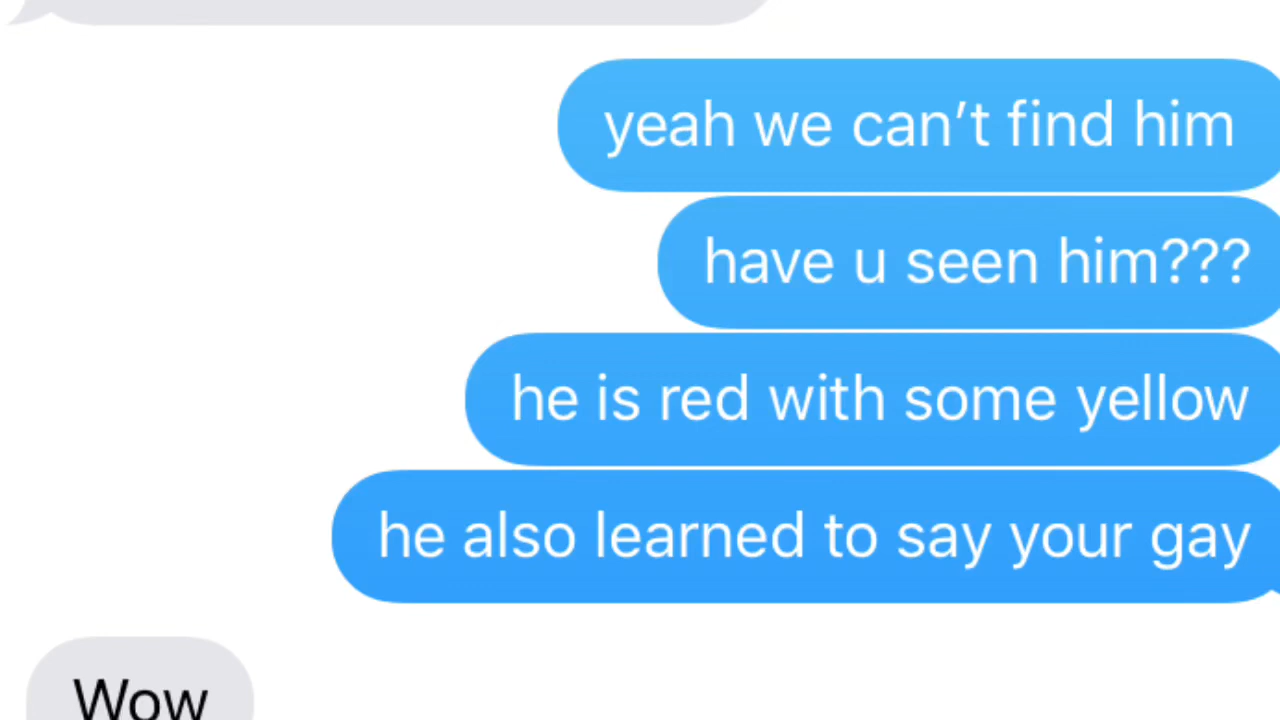 yeah we can’t find him
have u seen him???
he is red with some yellow
he also learned to say your gay
Wow